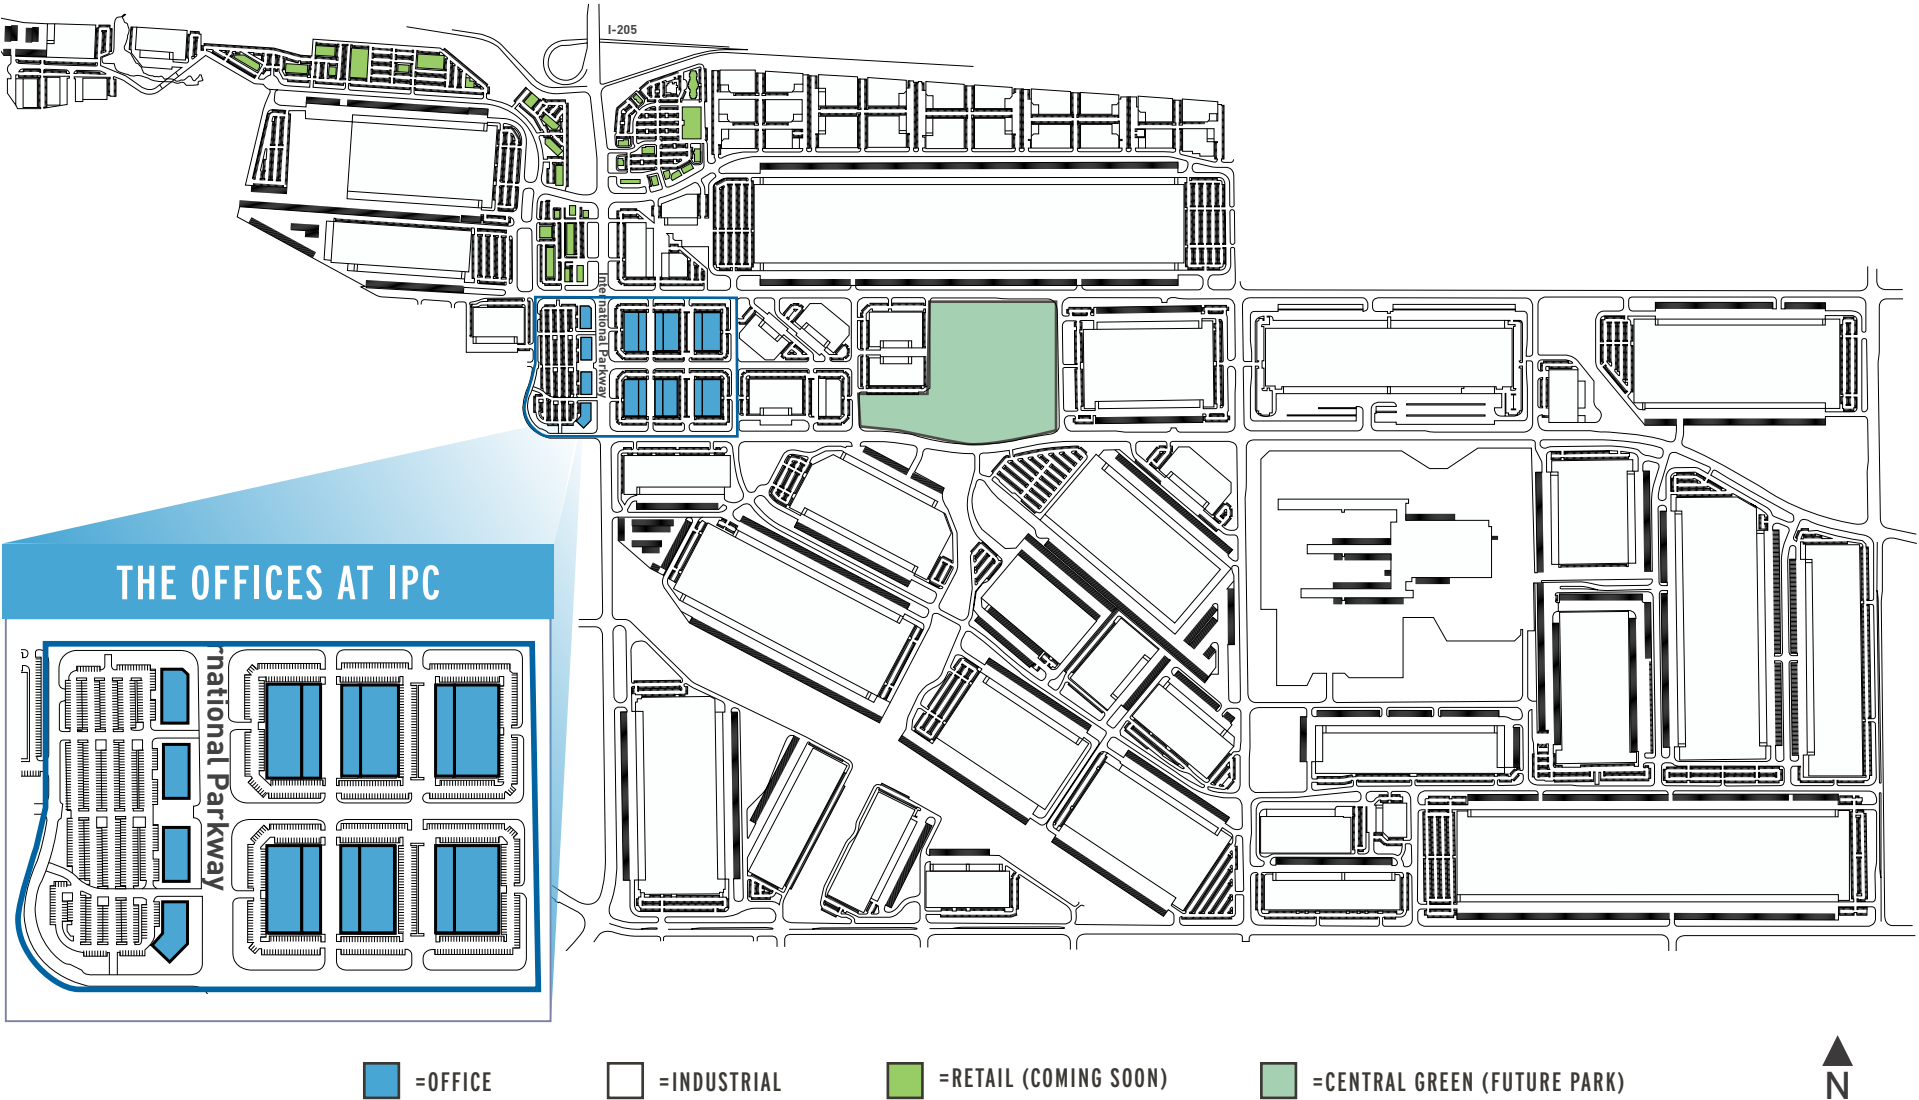 I-205
International Parkway
THE OFFICES AT IPC
rnational Parkway
=OFFICE
=INDUSTRIAL
=RETAIL (COMING SOON)
=CENTRAL GREEN (FUTURE PARK)
N